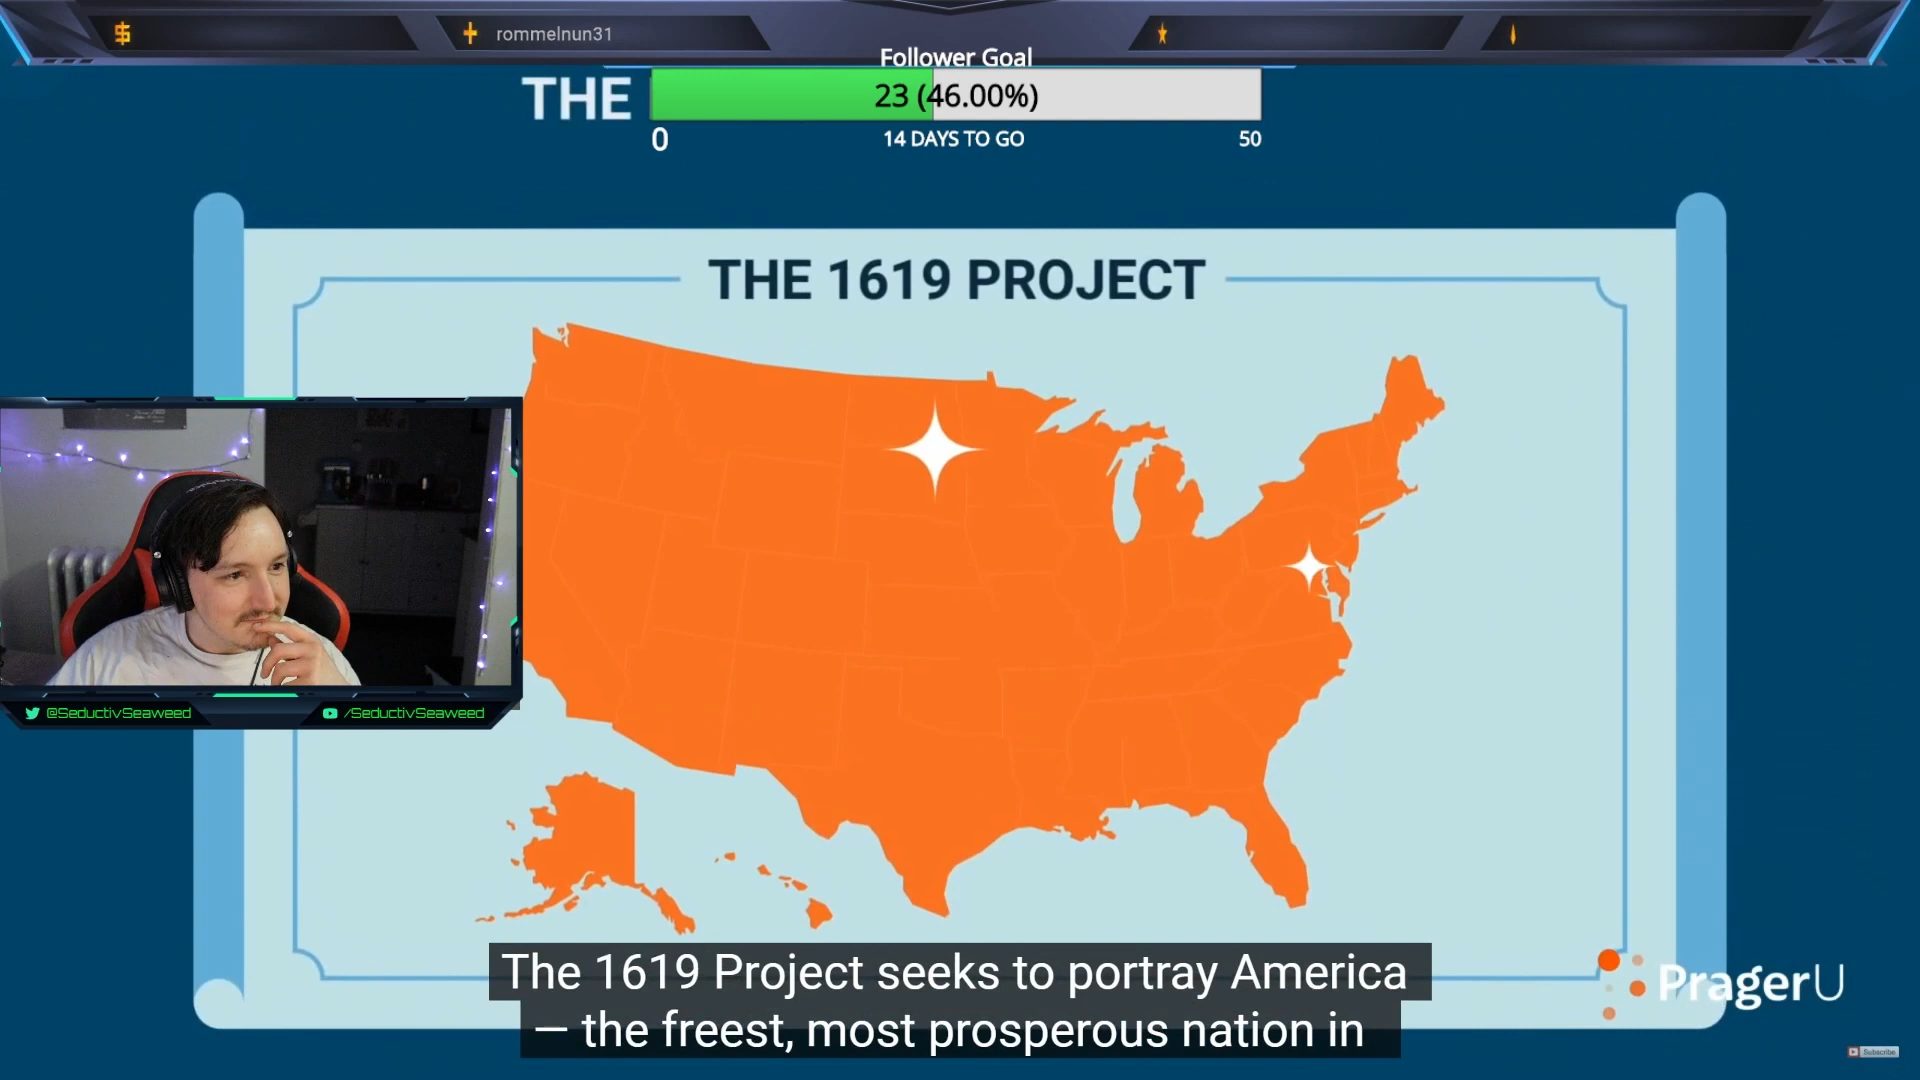 rommelnun31
Follower Goal
THE
23 (46.00%)
0
14 DAYS TO GO
50
THE 1619 PROJECT
@SeductivSeaweed
/SeductivSeaweed
The 1619 Project seeks to portray America
— the freest, most prosperous nation in
PragerU
Subscribe